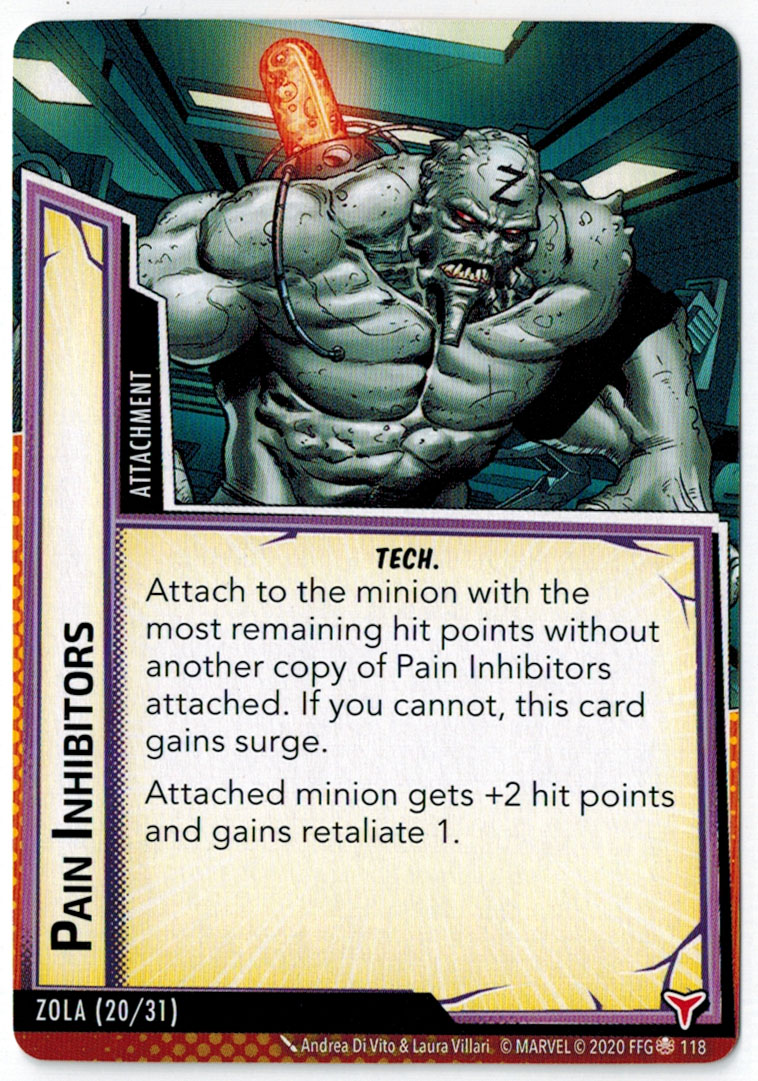 Z
ATTACHMENT
PAIN INHIBITORS
TECH.
Attach to the minion with the
most remaining hit points without
another copy of Pain Inhibitors
attached. If you cannot, this card
gains surge.
Attached minion gets +2 hit points
and gains retaliate 1.
ZOLA (20/31)
Andrea Di Vito & Laura Villari © MARVEL © 2020 FFG 118